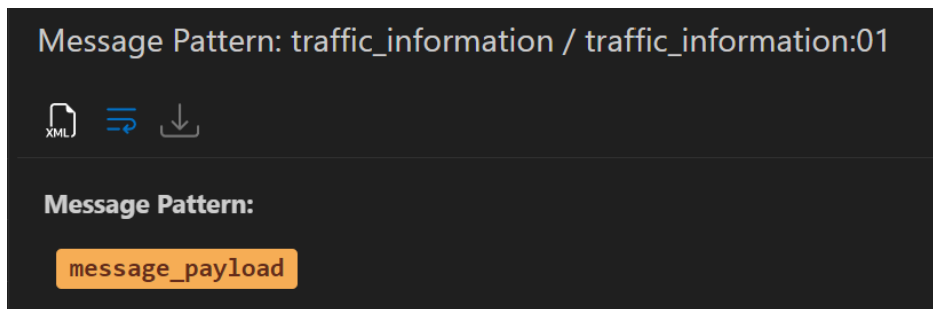 Message Pattern: traffic_information / traffic_information:01
XML
Message Pattern:
message_payload